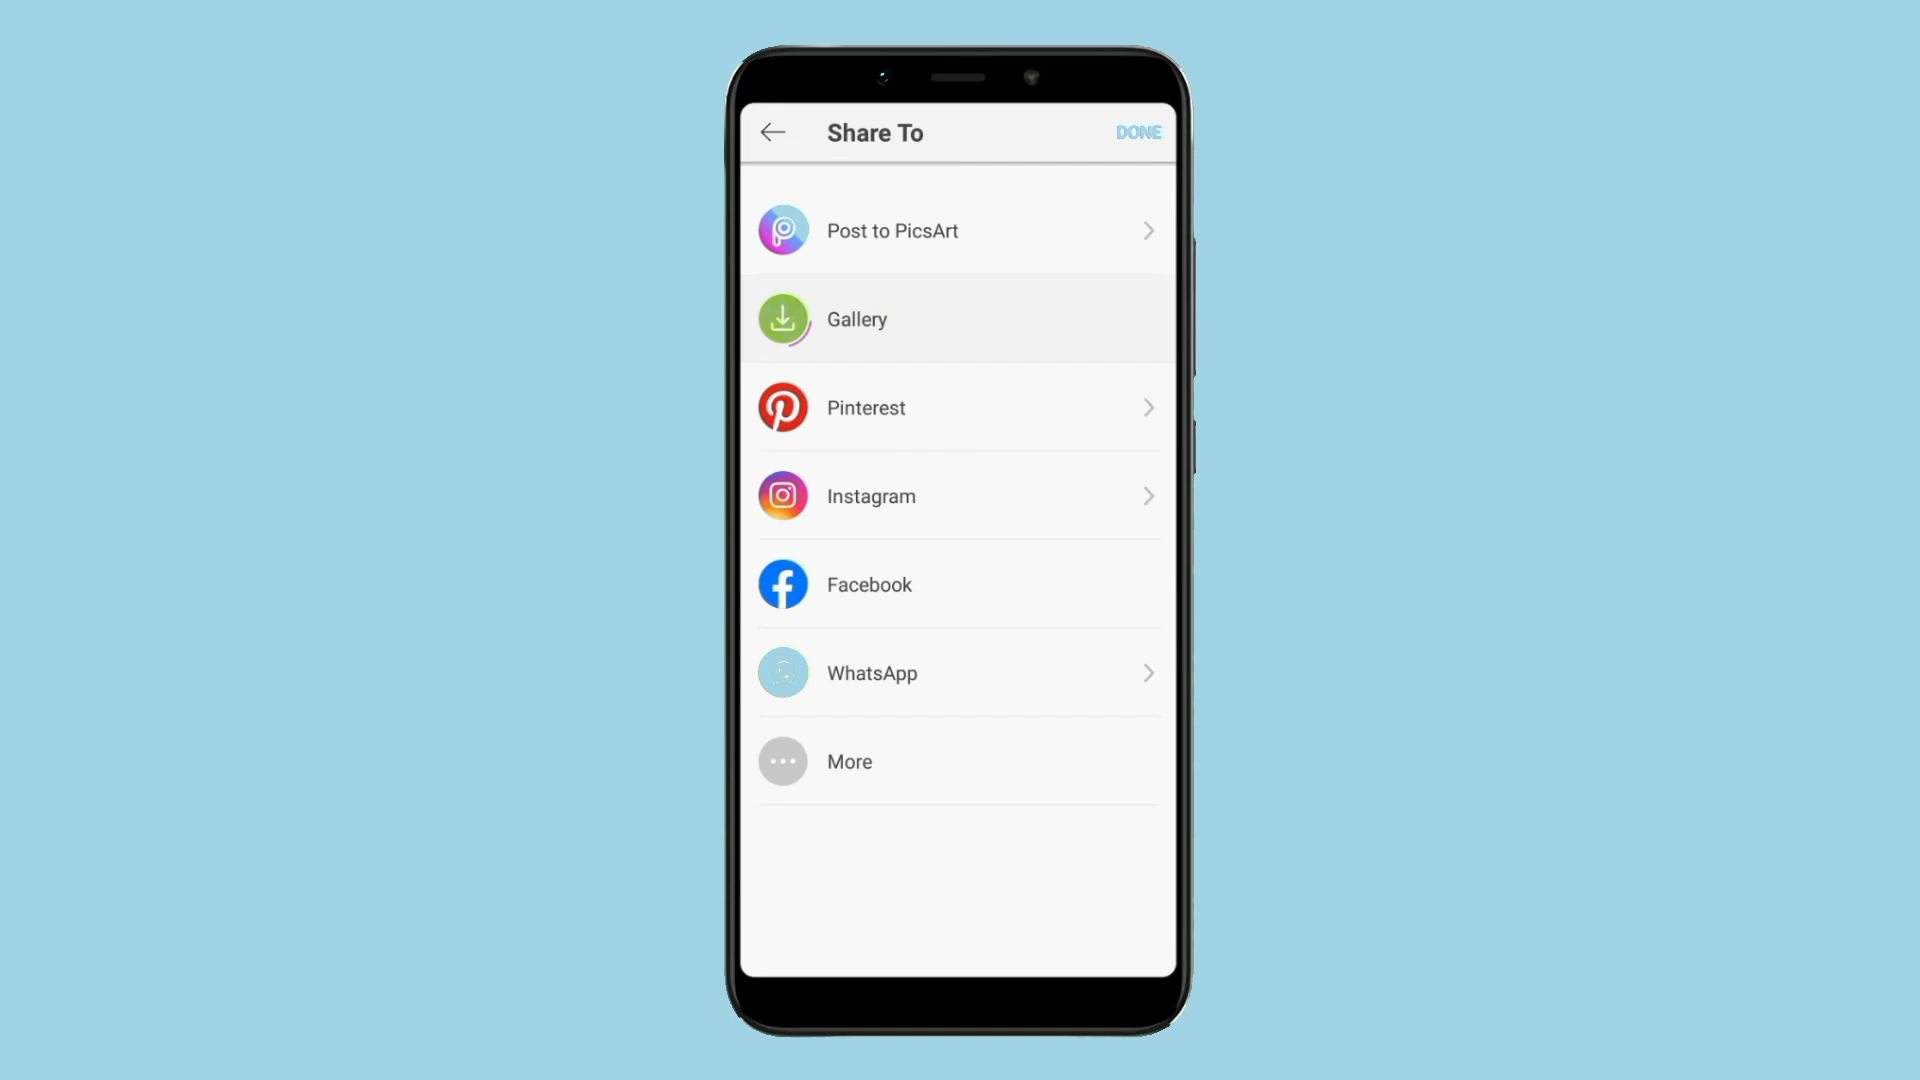 Share To
DONE
Post to PicsArt
Gallery
Pinterest
Instagram
Facebook
WhatsApp
More